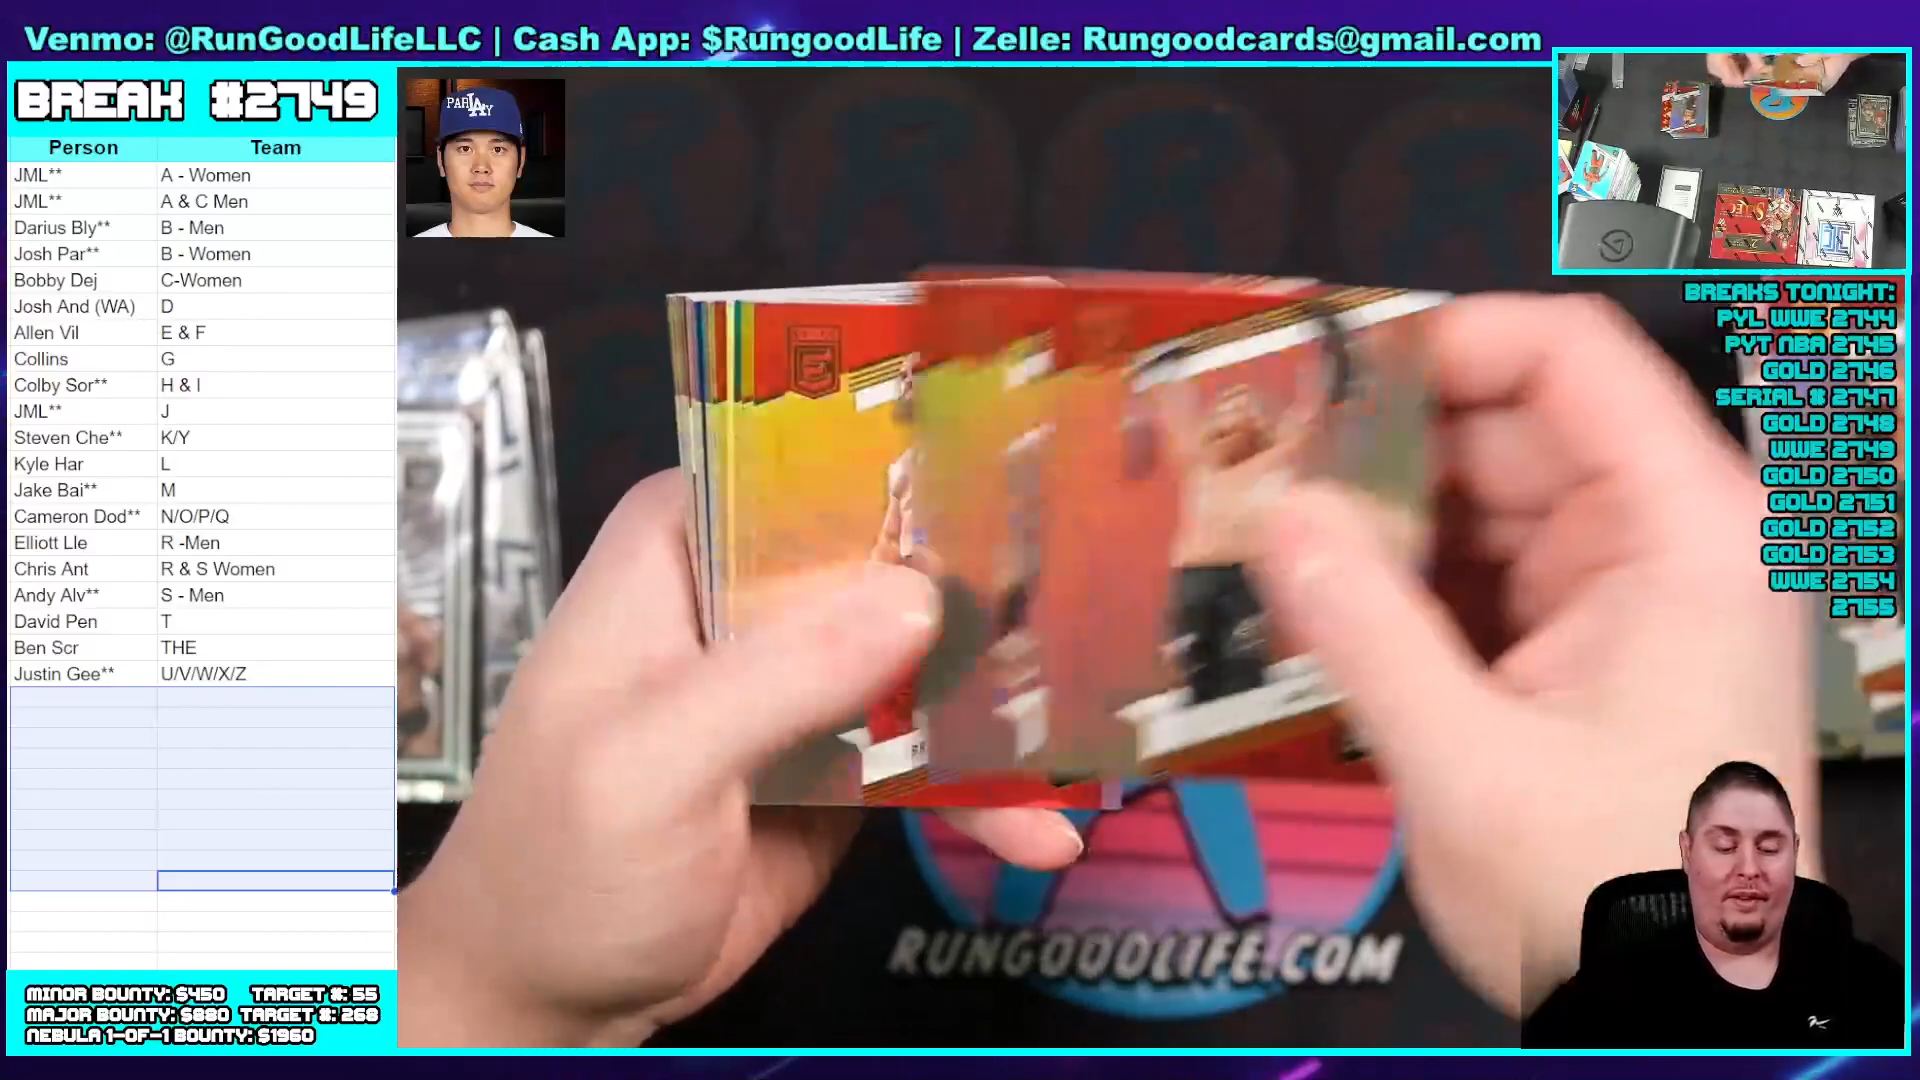 Venmo: @RunGoodLifeLLC | Cash App: $RungoodLife | Zelle: Rungoodcards@gmail.com
BREAK #2749
Person Team
JML** A - Women
JML** A & C Men
Darius Bly** B - Men
Josh Par** B - Women
Bobby Dej C-Women
Josh And (WA) D
Allen Vil E & F
Collins G
Colby Sor** H & I
JML** J
Steven Che** K/Y
Kyle Har L
Jake Bai** M
Cameron Dod** N/O/P/Q
Elliott Lle R -Men
Chris Ant R & S Women
Andy Alv** S - Men
David Pen T
Ben Scr THE
Justin Gee** U/V/W/X/Z
MINOR BOUNTY: $450 TARGET #: 55
MAJOR BOUNTY: $880 TARGET #: 268
NEBULA 1-OF-1 BOUNTY: $1960
BREAKS TONIGHT:
PYL WWE 2744
PYT NBA 2745
GOLD 2746
SERIAL # 2747
GOLD 2748
WWE 2749
GOLD 2750
GOLD 2751
GOLD 2752
GOLD 2753
WWE 2754
2755
RUNGOODLIFE.COM